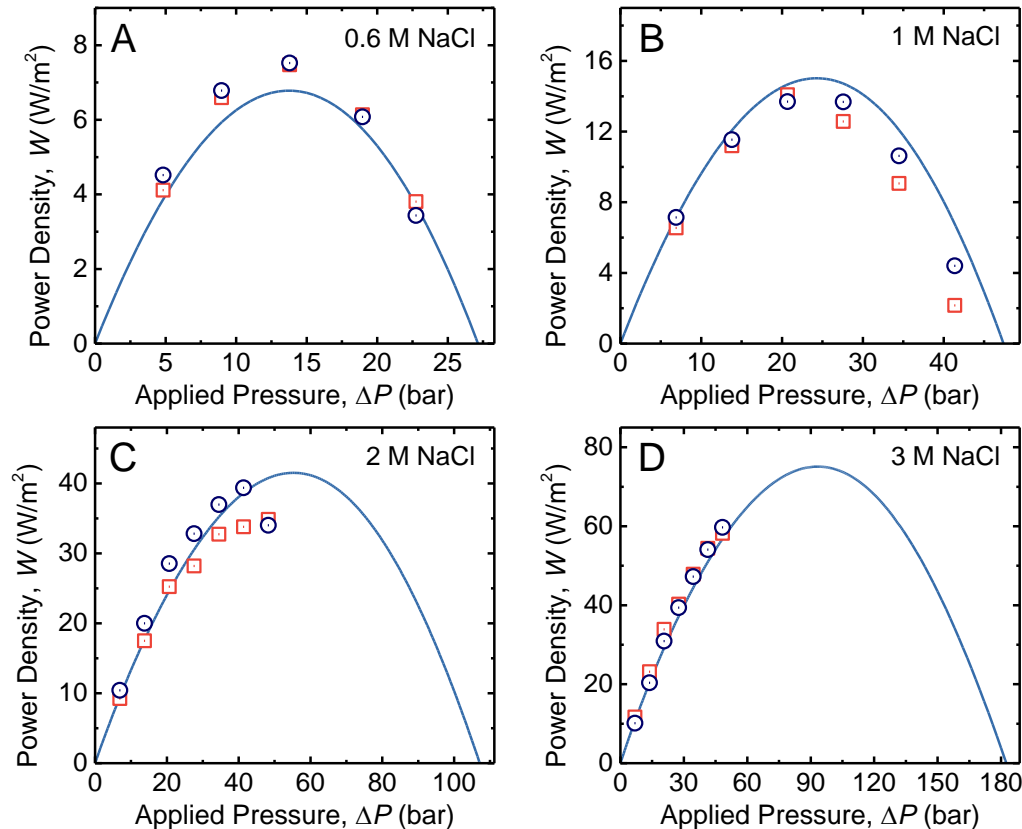 A
0.6 M NaCl
Power Density, W (W/m²)
8
6
4
2
0
0 5 10 15 20 25
Applied Pressure, ΔP (bar)
B
1 M NaCl
Power Density, W (W/m²)
16
12
8
4
0
0 10 20 30 40
Applied Pressure, ΔP (bar)
C
2 M NaCl
Power Density, W (W/m²)
40
30
20
10
0
0 20 40 60 80 100
Applied Pressure, ΔP (bar)
D
3 M NaCl
Power Density, W (W/m²)
80
60
40
20
0
0 30 60 90 120 150 180
Applied Pressure, ΔP (bar)